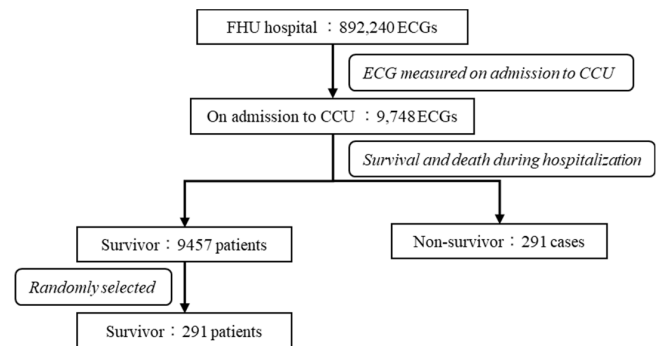 FHU hospital ：892,240 ECGs
ECG measured on admission to CCU
On admission to CCU ：9,748 ECGs
Survival and death during hospitalization
Survivor：9457 patients
Non-survivor：291 cases
Randomly selected
Survivor：291 patients